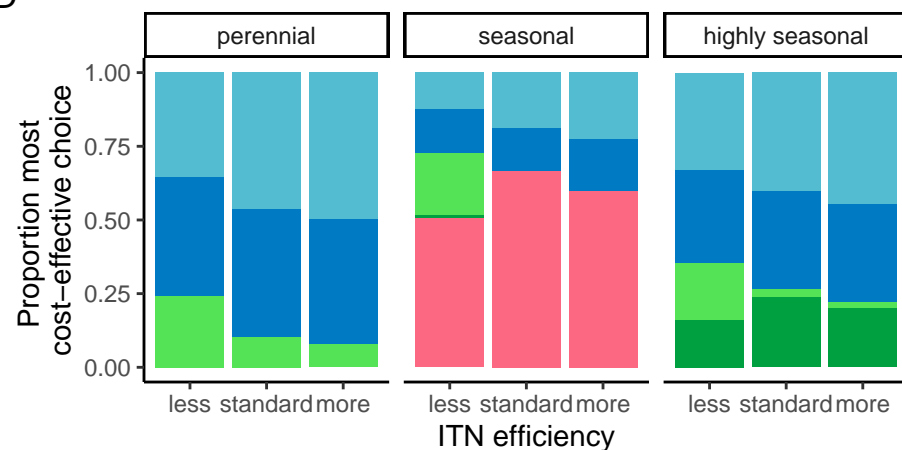 perennial seasonal highly seasonal
Proportion most
cost−effective choice
1.00
0.75
0.50
0.25
0.00
less standard more less standard more less standard more
ITN efficiency